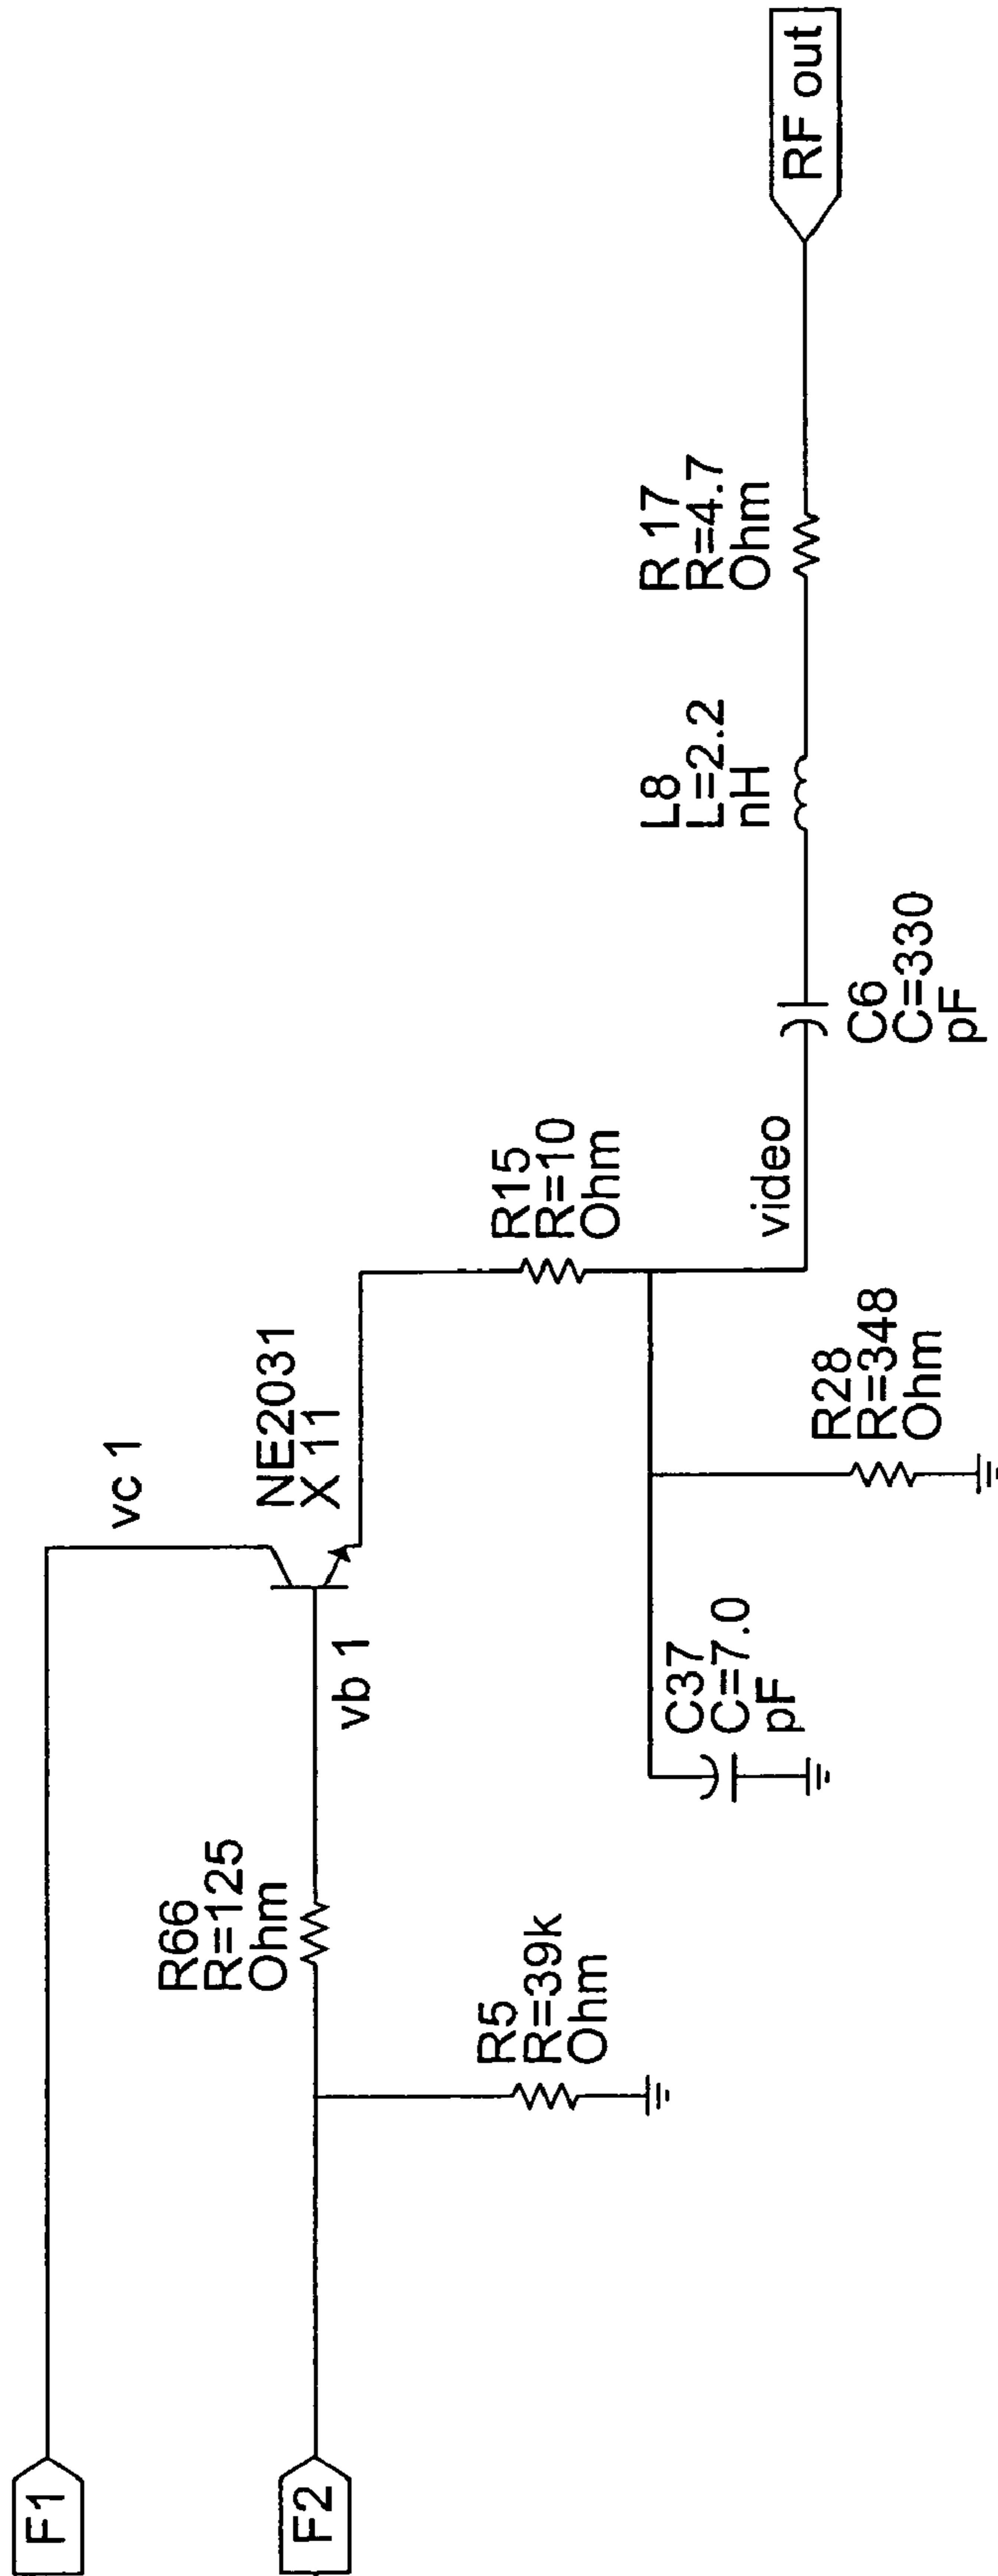 F1
vc 1
NE2031
X 11
F2
R66
R=125
Ohm
vb 1
R5
R=39k
Ohm
R15
R=10
Ohm
C37
C=7.0
pF
R28
R=348
Ohm
video
C6
C=330
pF
L8
L=2.2
nH
R 17
R=4.7
Ohm
RF out